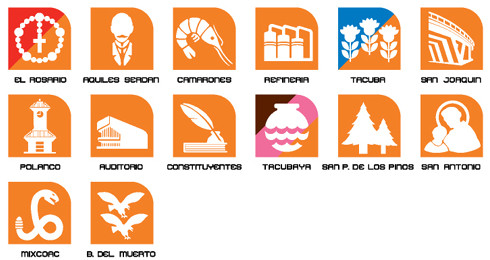 EL ROSARIO
AQUILES SERDAN
CAMARONES
REFINERIA
TACUBA
SAN JOAQUIN
POLANCO
AUDITORIO
CONSTITUYENTES
TACUBAYA
SAN P. DE LOS PINOS
SAN ANTONIO
MIXCOAC
B. DEL MUERTO